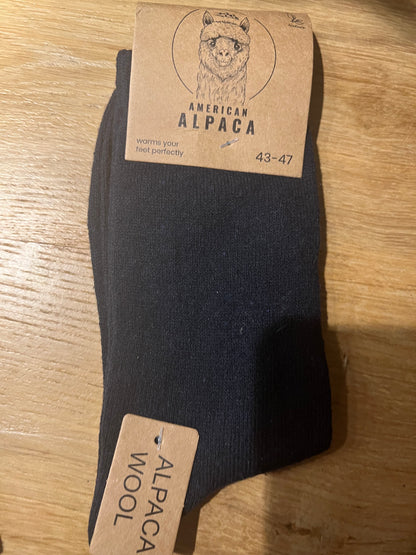 AMERICAN
ALPACA
warms your
feet perfectly
43-47
ALPACA
WOOL